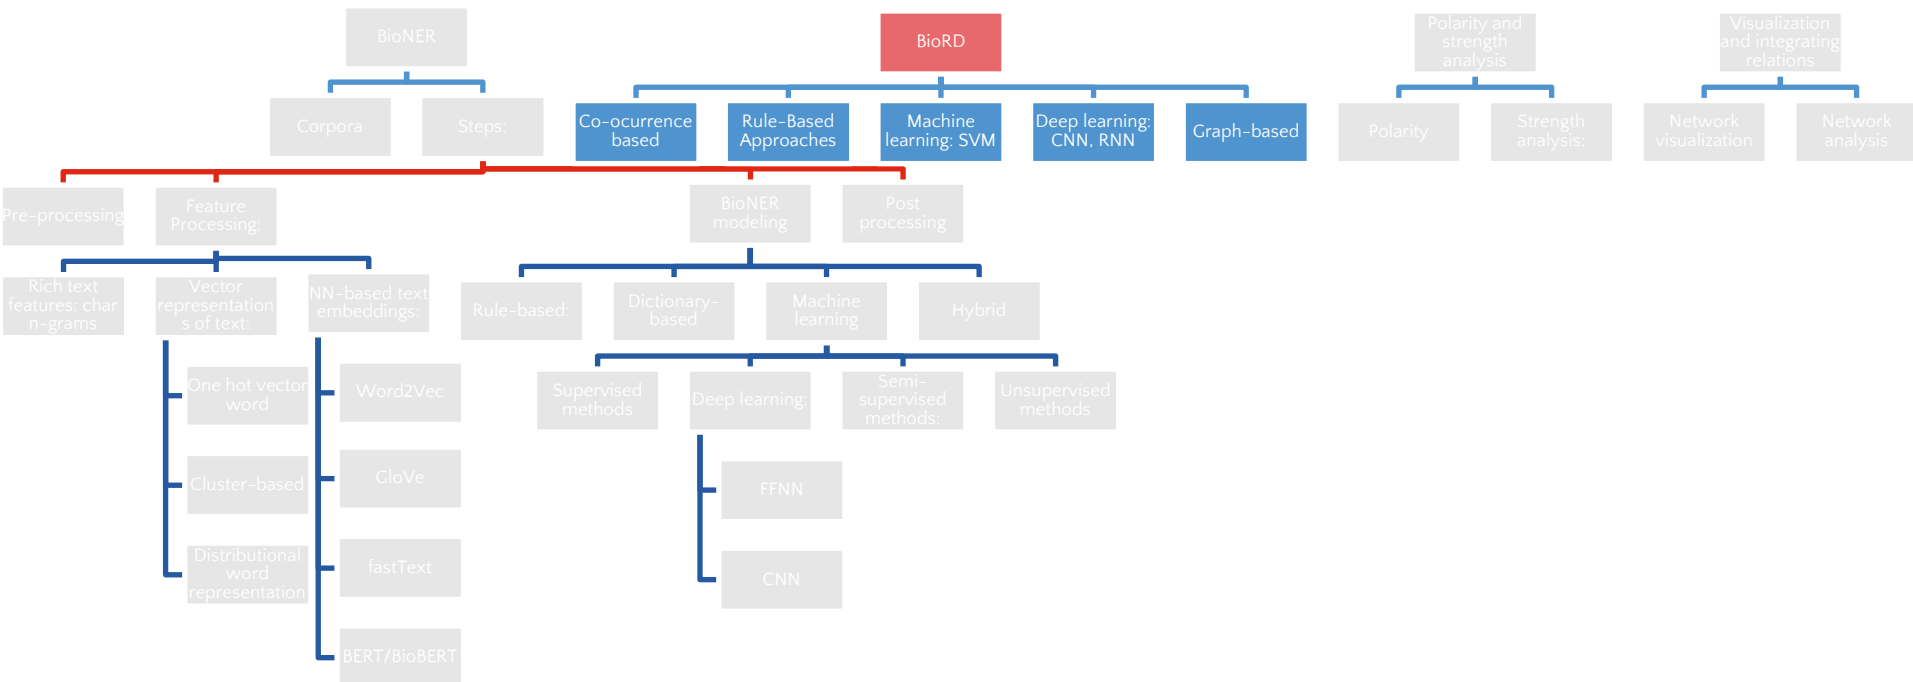 BioNER
BioRD
Polarity and
strength
analysis
Visualization
and integrating
relations
Corpora
Steps:
Co-ocurrence
based
Rule-Based
Approaches
Machine
learning: SVM
Deep learning:
CNN, RNN
Graph-based
Polarity
Strength
analysis:
Network
visualization
Network
analysis
Pre-processing
Feature
Processing:
BioNER
modeling
Post
processing
Rich text
features: char
n-grams
Vector
representation
s of text:
NN-based text
embeddings:
Rule-based:
Dictionary-
based
Machine
learning
Hybrid
One hot vector
word
Word2Vec
Supervised
methods
Deep learning:
Semi-
supervised
methods:
Unsupervised
methods
Cluster-based
GloVe
FFNN
Distributional
word
representation
fastText
CNN
BERT/BioBERT